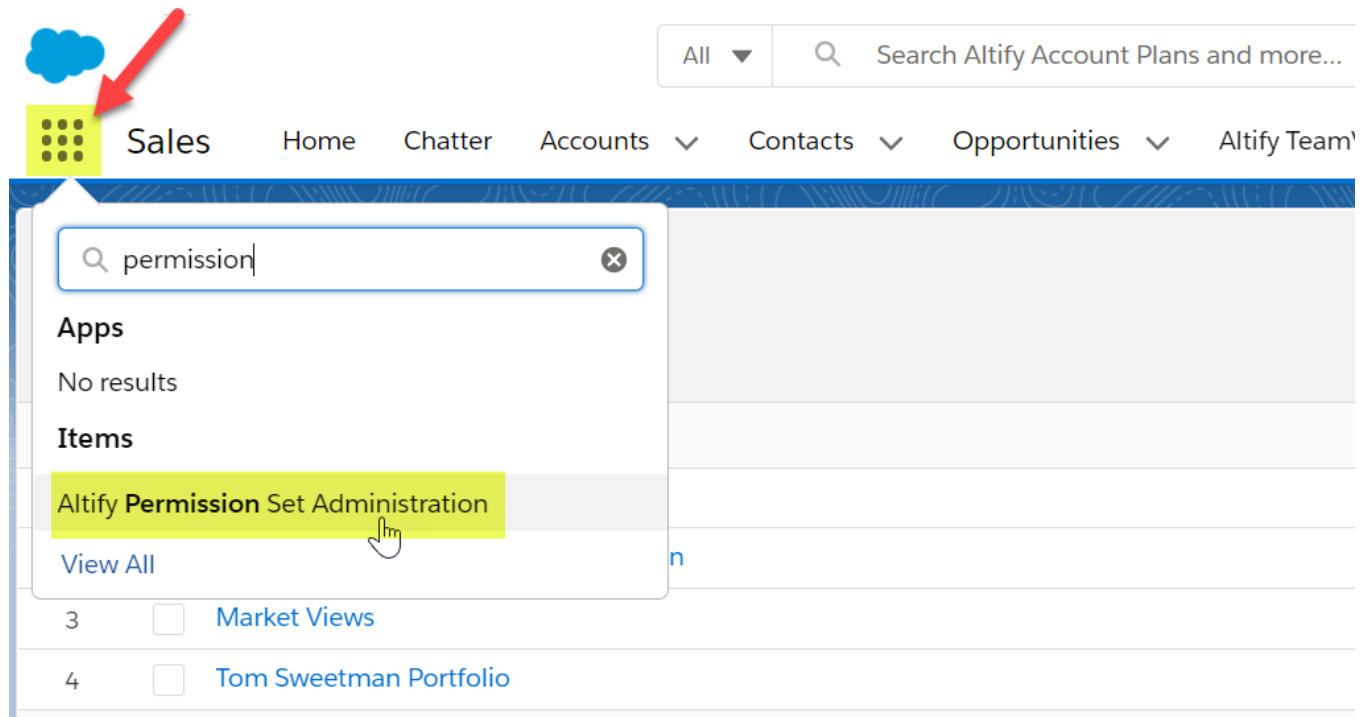 All Search Altify Account Plans and more...
Sales Home Chatter Accounts Contacts Opportunities Altify Team
permission
Apps
No results
Items
Altify Permission Set Administration
View All
n
3 Market Views
4 Tom Sweetman Portfolio